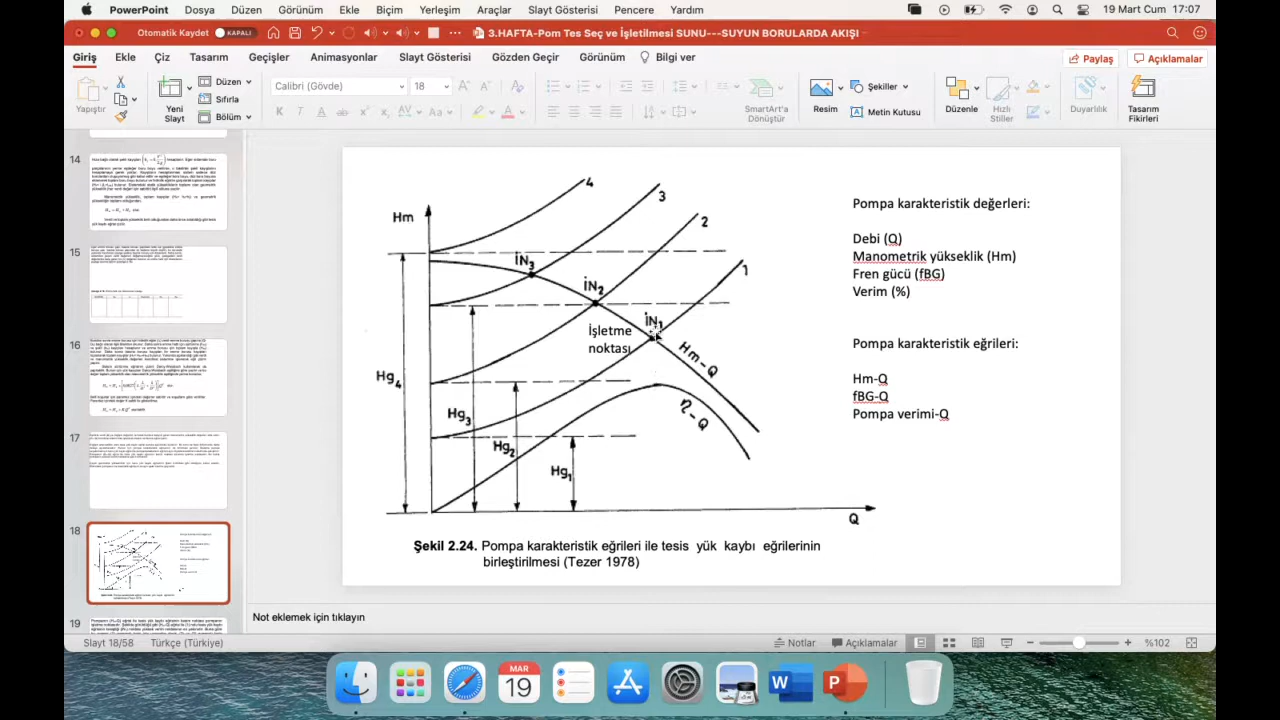 PowerPoint Dosya Düzen Görünüm Ekle Biçim Yerleşim Araçlar Slayt Gösterisi Pencere Yardım 19 Mart Cum 17:07
Otomatik Kaydet KAPALI 3.HAFTA-Pom Tes Seç ve İşletilmesi SUNU---SUYUN BORULARDA AKIŞI
Giriş Ekle Çiz Tasarım Geçişler Animasyonlar Slayt Gösterisi Gözden Geçir Görünüm Bilgi ver Paylaş Açıklamalar
Yapıştır
Yeni Slayt
Düzen
Sıfırla
Bölüm
Calibri (Gövde) 18
SmartArt'a Dönüştür
Resim
Şekiller
Metin Kutusu
Düzenle
Hızlı Stiller
Duyarlılık
Tasarım Fikirleri
14
15
16
17
18
19
Hm
4
3
2
1
İN3
İN2
İN1
İşletme
noktası
Hm-Q
η-Q
Hg4
Hg3
Hg2
Hg1
Q
Şekil 2.24. Pompa karakteristik eğrileri ile tesis yük kaybı eğrilerinin
birleştirilmesi (Tezer 1978)
Pompa karakteristik değerleri:
Debi (Q)
Manometrik yükseklik (Hm)
Fren gücü (fBG)
Verim (%)
Pompa karakteristik eğrileri:
Hm-Q
fBG-Q
Pompa verimi-Q
Not eklemek için tıklayın
Slayt 18/58 Türkçe (Türkiye) Notlar Açıklamalar %102
MAR
19
W
P